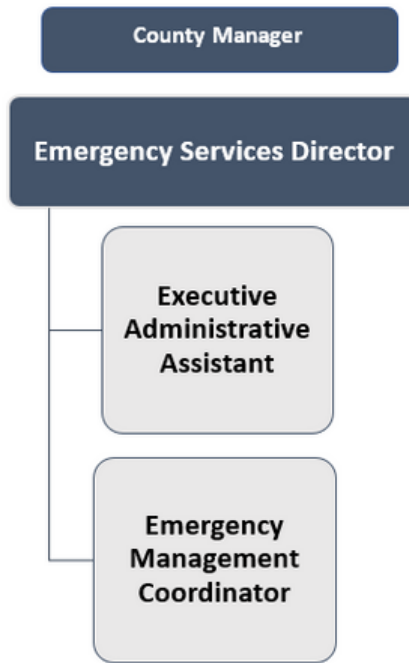 County Manager
Emergency Services Director
Executive
Administrative
Assistant
Emergency
Management
Coordinator